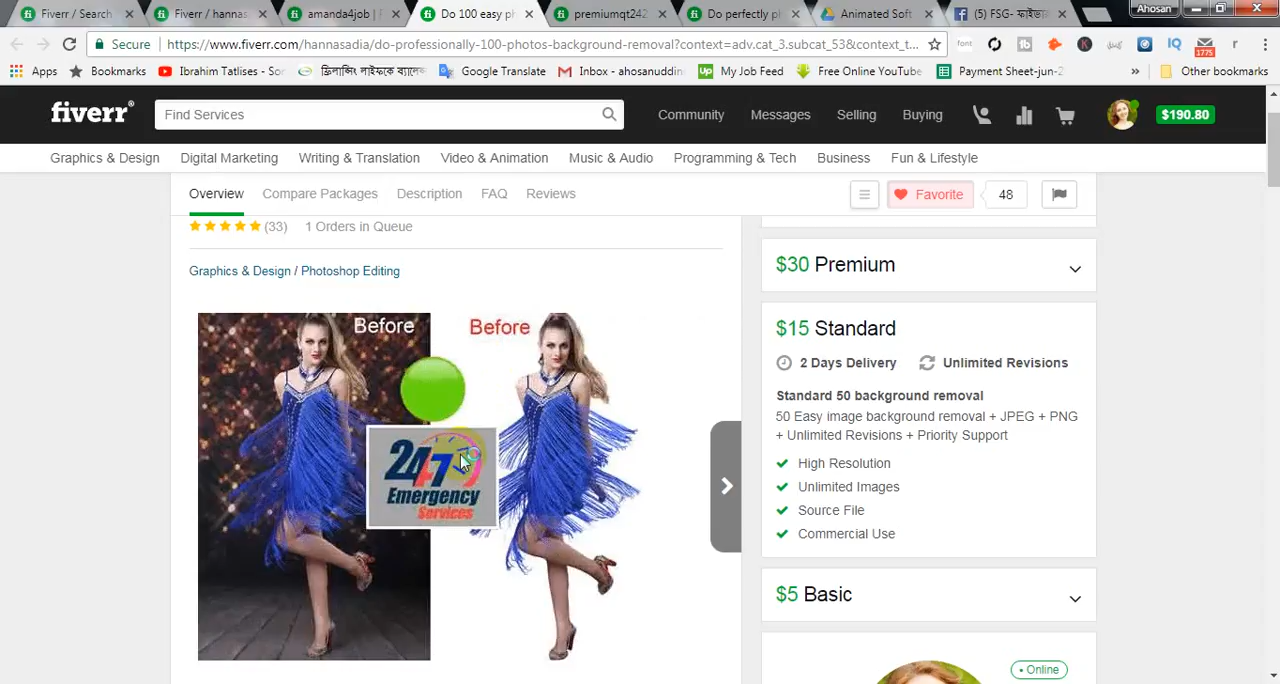 Fiverr / Search
Fiverr / hannas
amanda4job | F
Do 100 easy ph
premiumqt242
Do perfectly ph
Animated Soft
(5) FSG- ফাইভার
Ahosan
Secure
https://www.fiverr.com/hannasadia/do-professionally-100-photos-background-removal?context=adv.cat_3.subcat_53&context_t...
1775
Apps
Bookmarks
Ibrahim Tatlises - Sor
ফ্রিলান্সিং লাইফকে ব্যালেন্স
Google Translate
Inbox - ahosanuddin
My Job Feed
Free Online YouTube
Payment Sheet-jun-2
»
Other bookmarks
fiverr®
Find Services
Community
Messages
Selling
Buying
$190.80
Graphics & Design
Digital Marketing
Writing & Translation
Video & Animation
Music & Audio
Programming & Tech
Business
Fun & Lifestyle
Overview
Compare Packages
Description
FAQ
Reviews
Favorite
48
(33)
1 Orders in Queue
Graphics & Design / Photoshop Editing
Before
Before
247
Emergency
Services
$30 Premium
$15 Standard
2 Days Delivery
Unlimited Revisions
Standard 50 background removal
50 Easy image background removal + JPEG + PNG
+ Unlimited Revisions + Priority Support
High Resolution
Unlimited Images
Source File
Commercial Use
$5 Basic
• Online